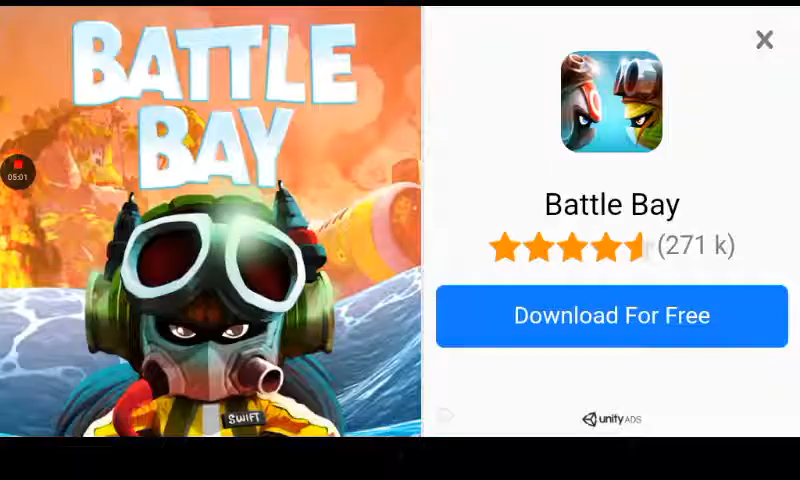 BATTLE
BAY
05:01
SWIFT
Battle Bay
(271 k)
Download For Free
unity ADS